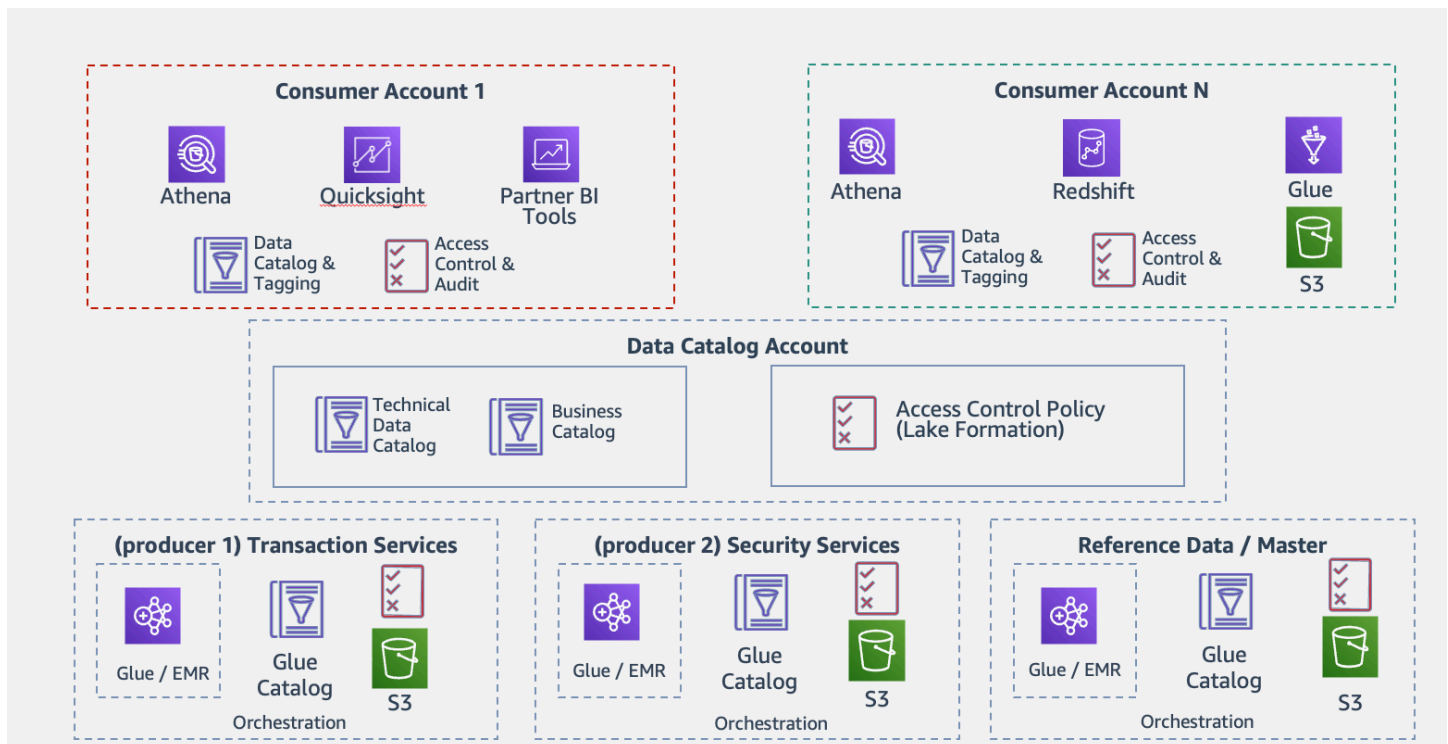 Consumer Account 1
Athena
Quicksight
Partner BI
Tools
Data
Catalog &
Tagging
Access
Control &
Audit
Consumer Account N
Athena
Redshift
Glue
Data
Catalog &
Tagging
Access
Control &
Audit
S3
Data Catalog Account
Technical
Data
Catalog
Business
Catalog
Access Control Policy
(Lake Formation)
(producer 1) Transaction Services
Glue / EMR
Glue
Catalog
S3
Orchestration
(producer 2) Security Services
Glue / EMR
Glue
Catalog
S3
Orchestration
Reference Data / Master
Glue / EMR
Glue
Catalog
S3
Orchestration